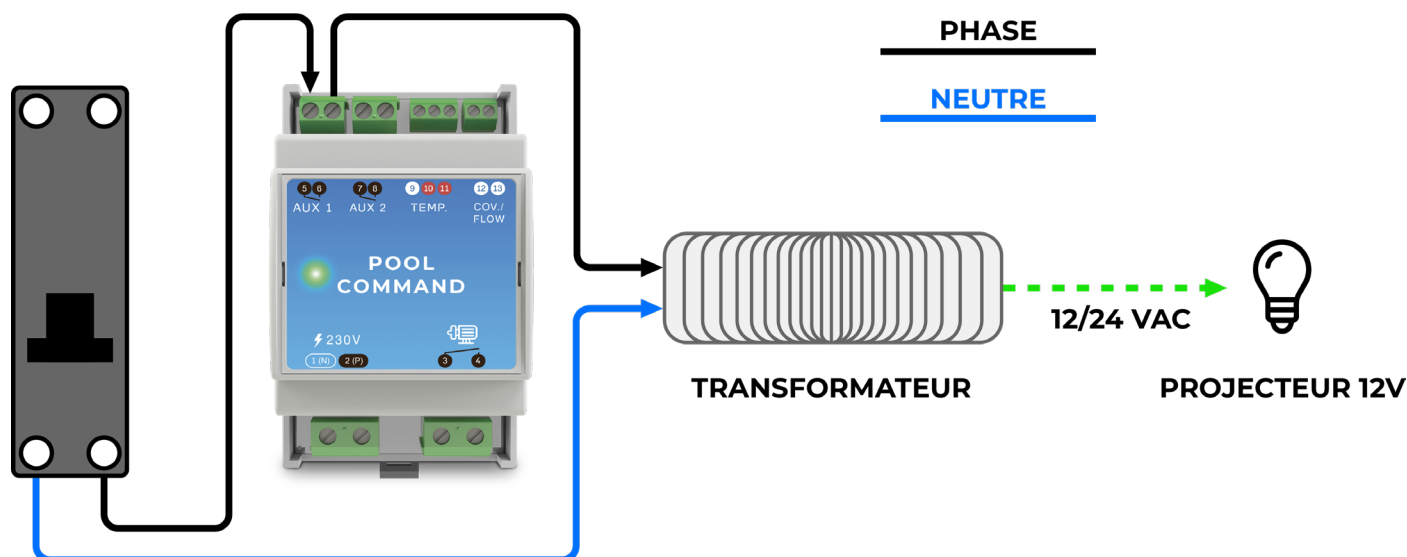 PHASE
NEUTRE
5 6
7 8
9 10 11
12 13
AUX 1
AUX 2
TEMP.
COV./
FLOW
POOL
COMMAND
230V
1 (N) 2 (P)
3 4
12/24 VAC
TRANSFORMATEUR
PROJECTEUR 12V